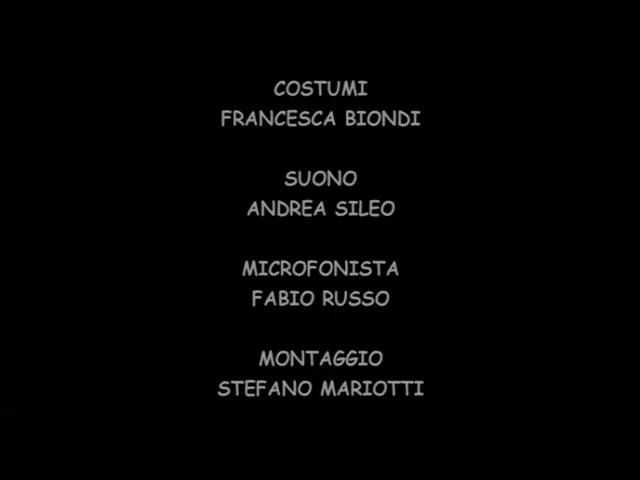 COSTUMI
FRANCESCA BIONDI
SUONO
ANDREA SILEO
MICROFONISTA
FABIO RUSSO
MONTAGGIO
STEFANO MARIOTTI